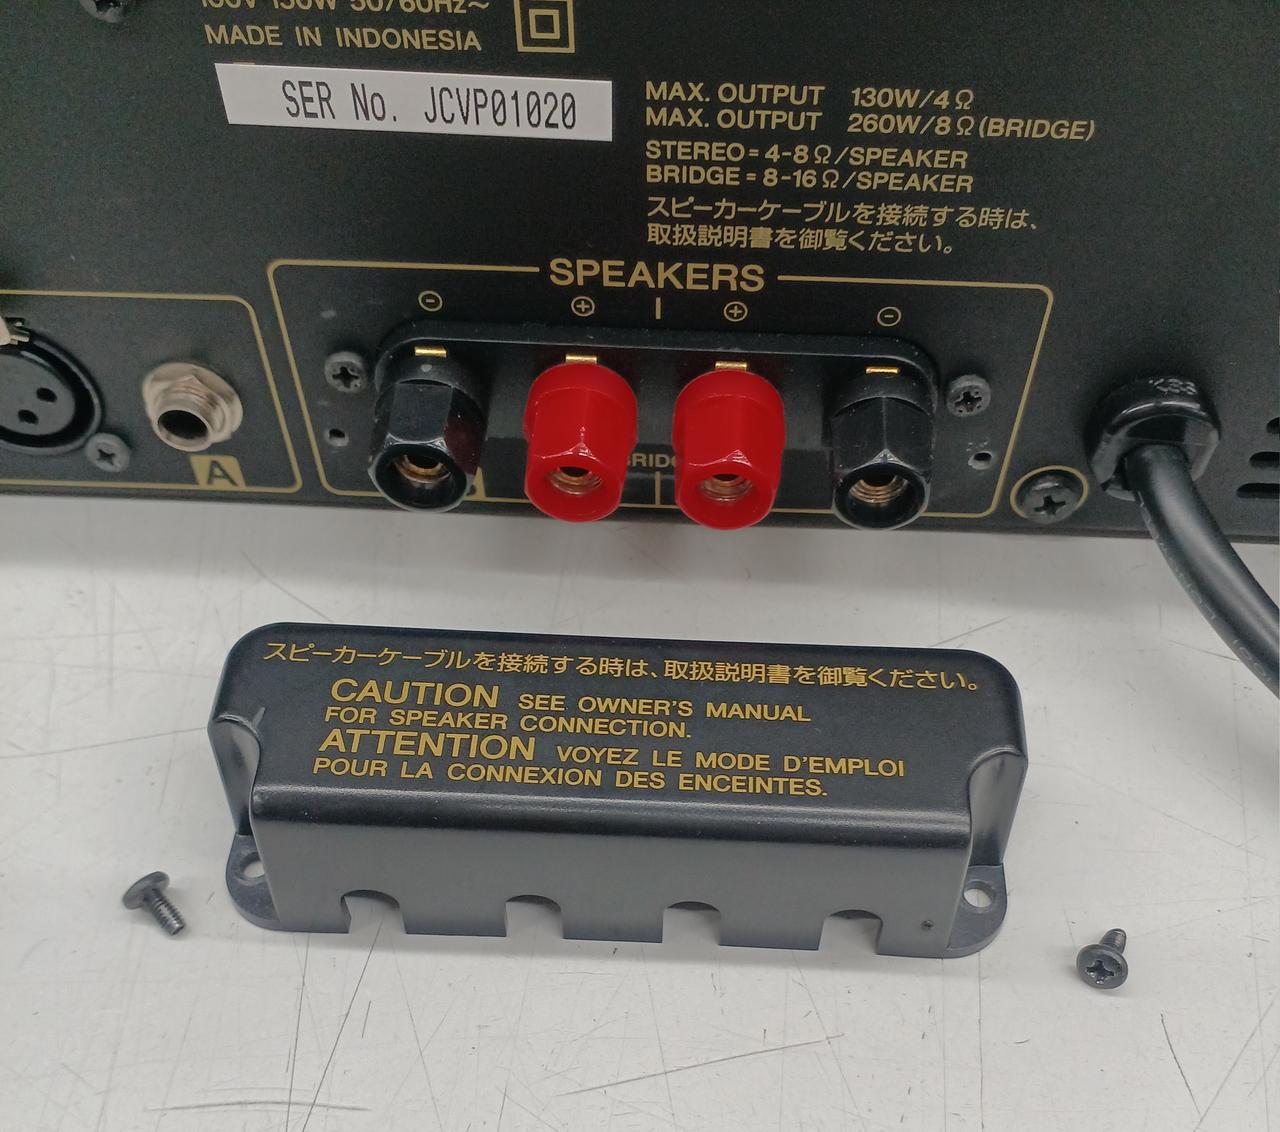 100V 130W 50/60Hz~
MADE IN INDONESIA
SER No. JCVP01020
MAX. OUTPUT 130W/4Ω
MAX. OUTPUT 260W/8Ω(BRIDGE)
STEREO=4-8Ω/SPEAKER
BRIDGE=8-16Ω/SPEAKER
スピーカーケーブルを接続する時は、
取扱説明書を御覧ください。
SPEAKERS
⊖ ⊕ ⊕ ⊖
A
スピーカーケーブルを接続する時は、取扱説明書を御覧ください。
CAUTION SEE OWNER'S MANUAL
FOR SPEAKER CONNECTION.
ATTENTION VOYEZ LE MODE D'EMPLOI
POUR LA CONNEXION DES ENCEINTES.